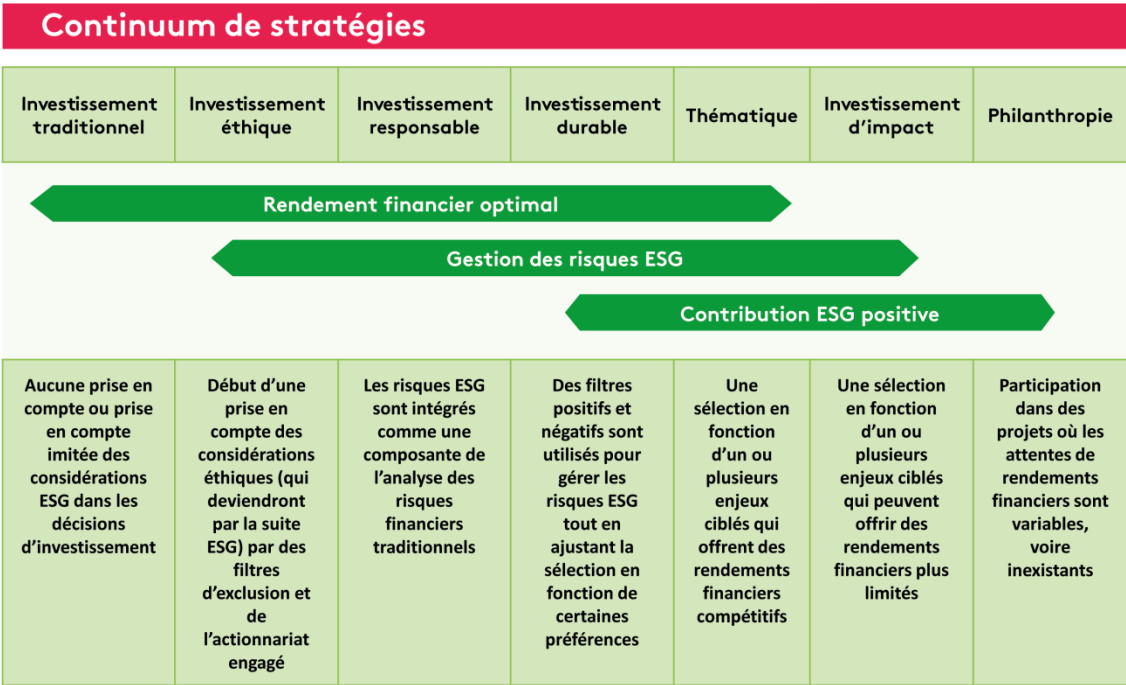 Continuum de stratégies
Investissement
traditionnel
Investissement
éthique
Investissement
responsable
Investissement
durable
Thématique
Investissement
d'impact
Philanthropie
Rendement financier optimal
Gestion des risques ESG
Contribution ESG positive
Aucune prise en
compte ou prise
en compte
imitée des
considérations
ESG dans les
décisions
d'investissement
Début d'une
prise en
compte des
considérations
éthiques (qui
deviendront
par la suite
ESG) par des
filtres
d'exclusion et
de
l'actionnariat
engagé
Les risques ESG
sont intégrés
comme une
composante de
l'analyse des
risques
financiers
traditionnels
Des filtres
positifs et
négatifs sont
utilisés pour
gérer les
risques ESG
tout en
ajustant la
sélection en
fonction de
certaines
préférences
Une
sélection en
fonction
d'un ou
plusieurs
enjeux
ciblés qui
offrent des
rendements
financiers
compétitifs
Une sélection
en fonction
d'un ou
plusieurs
enjeux ciblés
qui peuvent
offrir des
rendements
financiers plus
limités
Participation
dans des
projets où les
attentes de
rendements
financiers sont
variables,
voire
inexistants